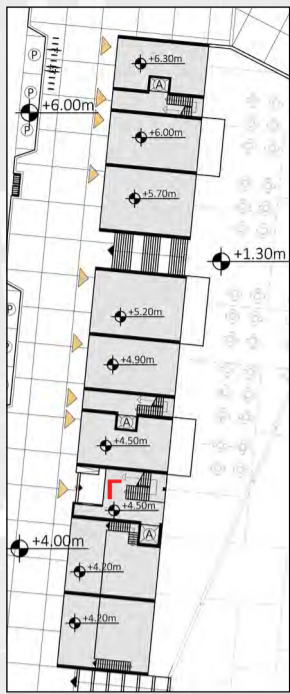 +6.30m
P
A
P
+6.00m
+6.00m
P
+5.70m
+1.30m
P
+5.20m
P
+4.90m
A
+4.50m
+4.50m
A
+4.00m
+4.20m
+4.20m